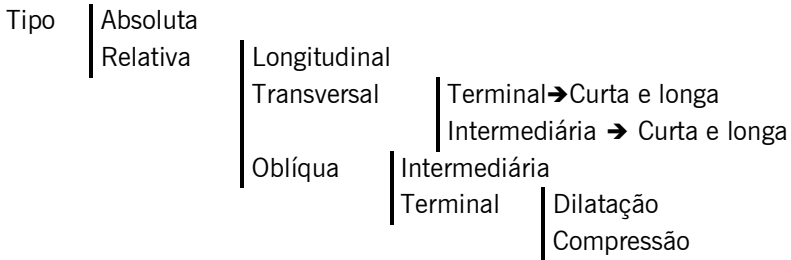 Tipo Absoluta
Relativa Longitudinal
Transversal Terminal➔Curta e longa
Intermediária ➔ Curta e longa
Oblíqua Intermediária
Terminal Dilatação
Compressão